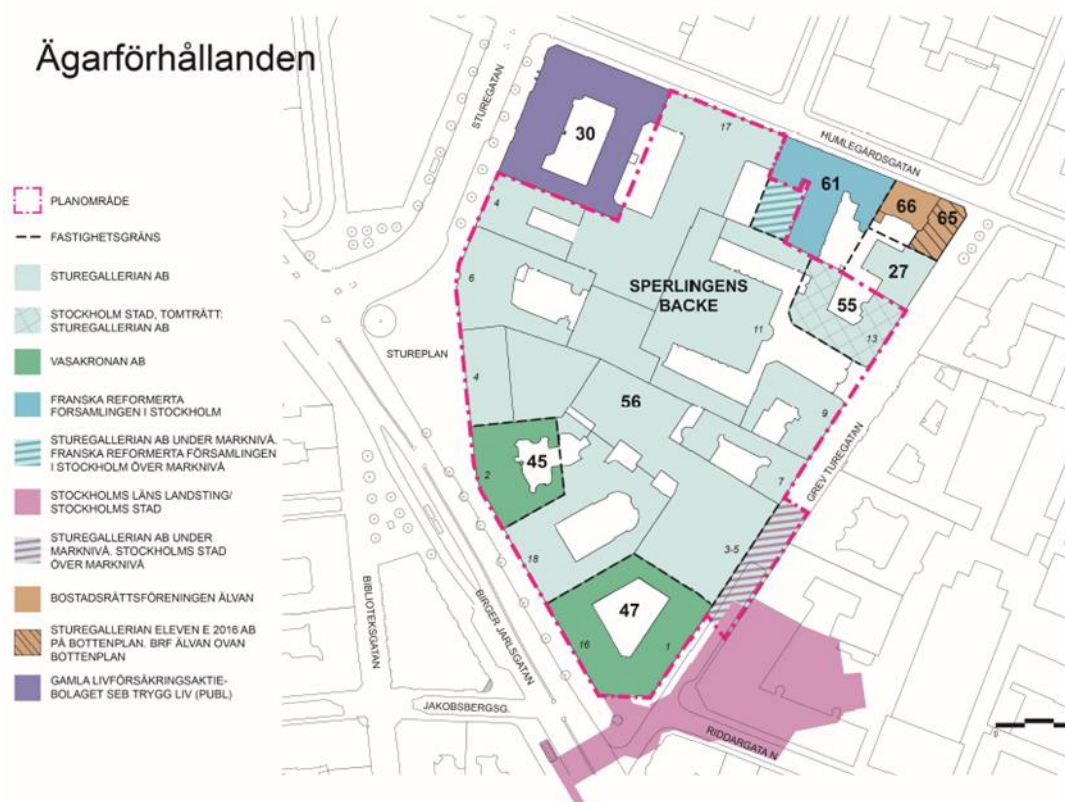 Ägarförhållanden
PLANOMRÅDE
FASTIGHETSGRÄNS
STUREGALLERIAN AB
STOCKHOLM STAD, TOMTRÄTT:
STUREGALLERIAN AB
VASAKRONAN AB
FRANSKA REFORMERTA
FÖRSAMLINGEN I STOCKHOLM
STUREGALLERIAN AB UNDER MARKNIVÅ.
FRANSKA REFORMERTA FÖRSAMLINGEN
I STOCKHOLM ÖVER MARKNIVÅ
STOCKHOLMS LÄNS LANDSTING/
STOCKHOLMS STAD
STUREGALLERIAN AB UNDER
MARKNIVÅ. STOCKHOLMS STAD
ÖVER MARKNIVÅ
BOSTADSRÄTTSFÖRENINGEN ÄLVAN
STUREGALLERIAN ELEVEN E 2016 AB
PÅ BOTTENPLAN. BRF ÄLVAN OVAN
BOTTENPLAN
GAMLA LIVFÖRSÄKRINGSAKTIE-
BOLAGET SEB TRYGG LIV (PUBL)
STUREGATAN
HUMLEGÅRDSGATAN
30
17
61
66
65
27
4
6
SPERLINGENS
BACKE
55
13
11
STUREPLAN
4
56
9
GREV TUREGATAN
45
2
7
18
3-5
47
16
1
BIBLIOTEKSGATAN
BIRGER JARLSGATAN
JAKOBSBERGSG.
RIDDARGATAN
0